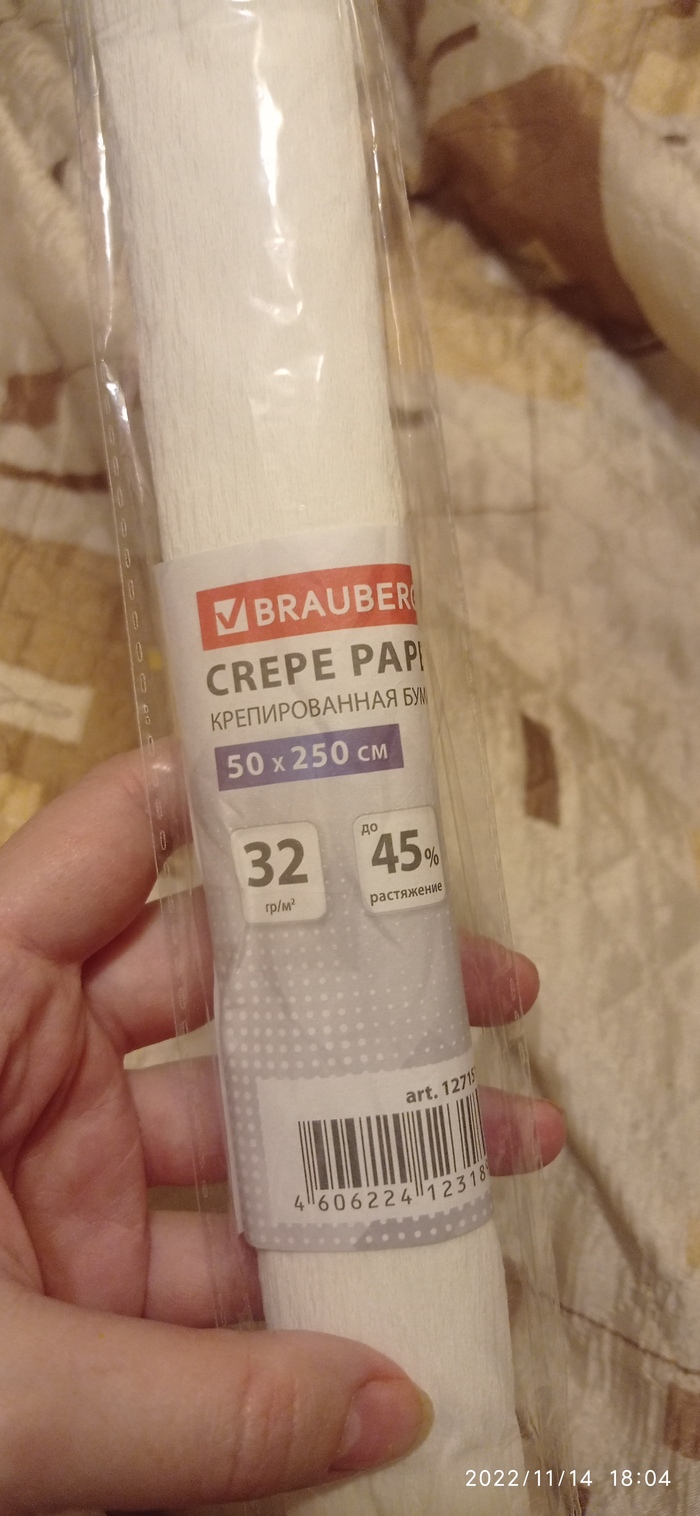 BRAUBERG
CREPE PAP
КРЕПИРОВАННАЯ БУМ
50 x 250 СМ
32
гр/м²
до
45%
растяжение
art. 1271
4 606224 12318
2022/11/14 18:04